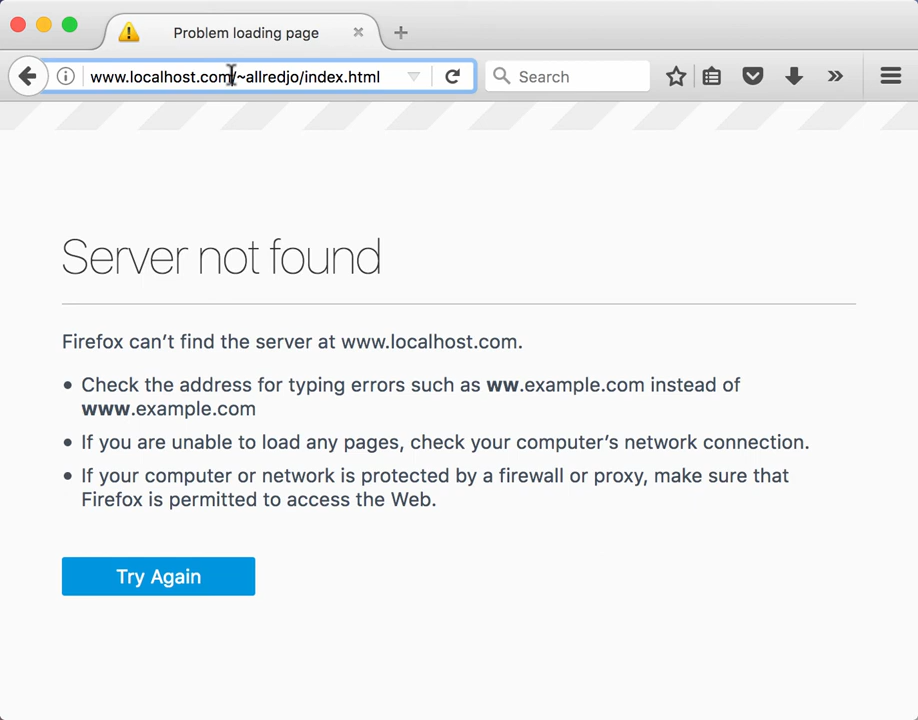 Problem loading page
www.localhost.com/~allredjo/index.html
Search
Server not found
Firefox can’t find the server at www.localhost.com.
Check the address for typing errors such as ww.example.com instead of
www.example.com
If you are unable to load any pages, check your computer’s network connection.
If your computer or network is protected by a firewall or proxy, make sure that
Firefox is permitted to access the Web.
Try Again